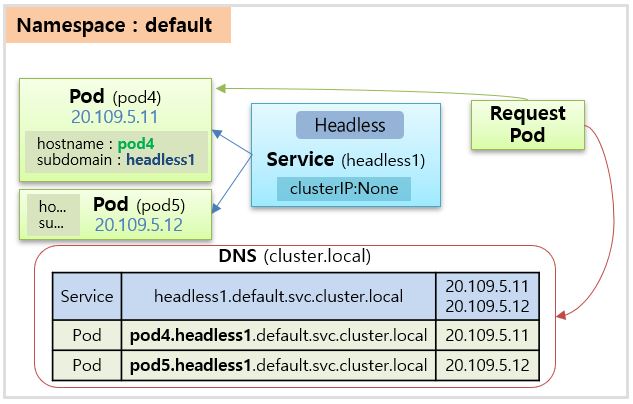 Namespace : default
Pod (pod4)
20.109.5.11
hostname : pod4
subdomain : headless1
Headless
Service (headless1)
clusterIP:None
Request
Pod
ho...
su...
Pod (pod5)
20.109.5.12
DNS (cluster.local)
Service headless1.default.svc.cluster.local 20.109.5.11
20.109.5.12
Pod pod4.headless1.default.svc.cluster.local 20.109.5.11
Pod pod5.headless1.default.svc.cluster.local 20.109.5.12